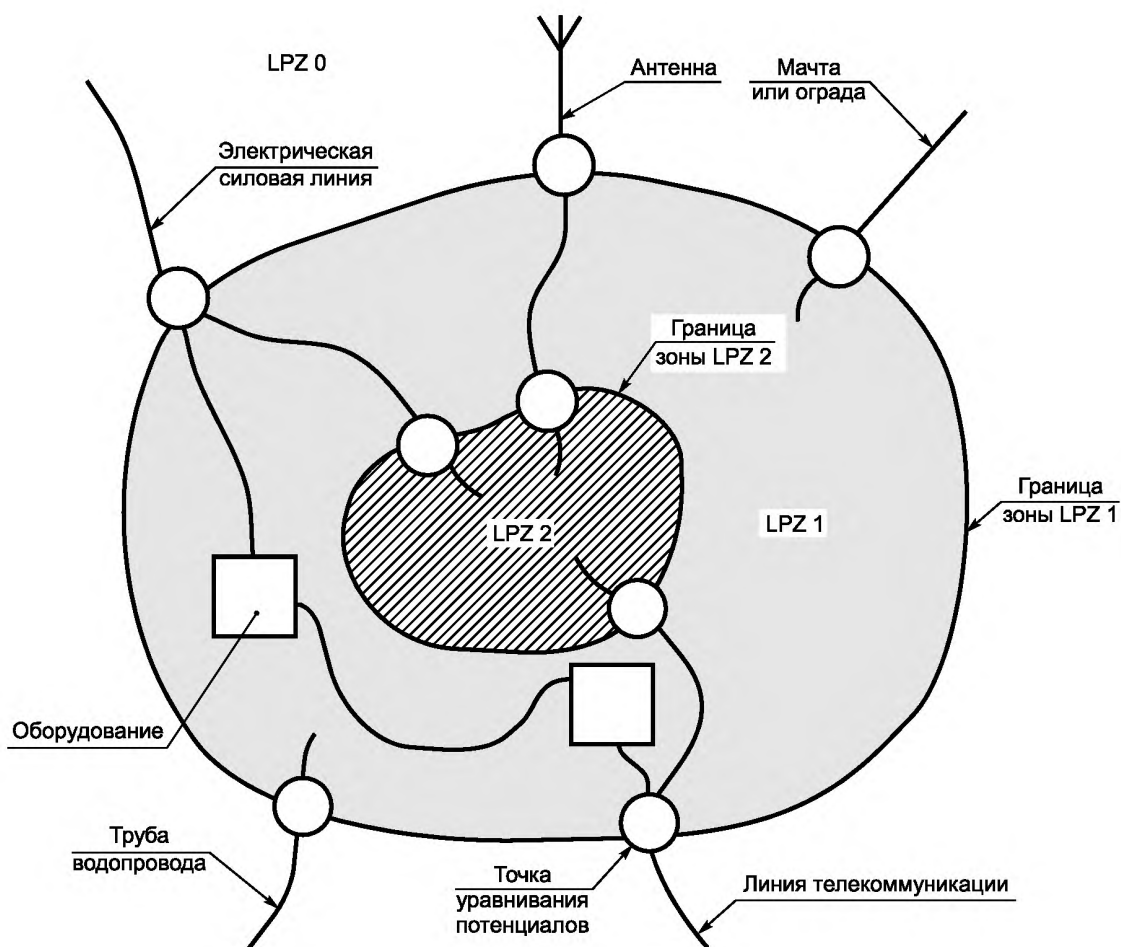 LPZ 0
Антенна
Мачта
или ограда
Электрическая
силовая линия
Граница
зоны LPZ 2
LPZ 2
LPZ 1
Граница
зоны LPZ 1
Оборудование
Труба
водопровода
Точка
уравнивания
потенциалов
Линия телекоммуникации